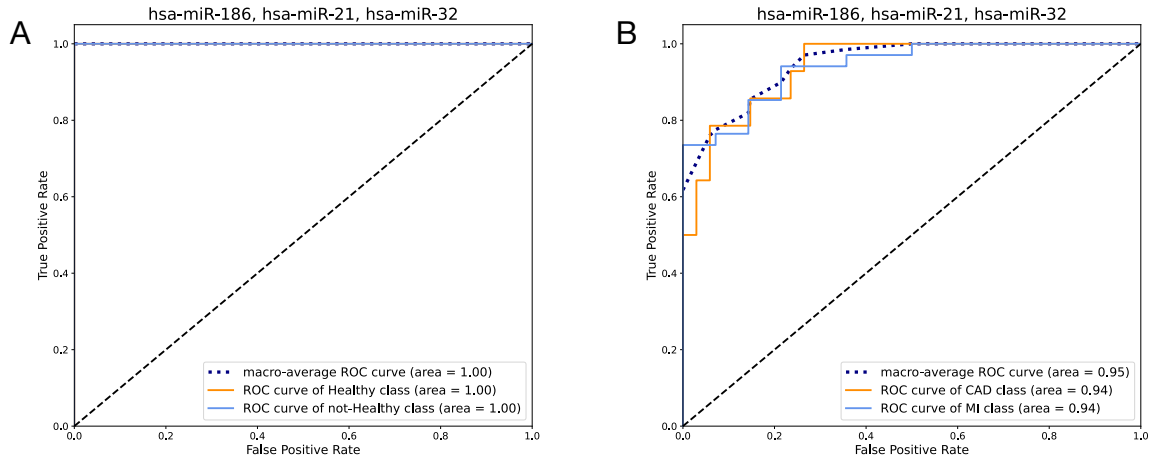 A
hsa-miR-186, hsa-miR-21, hsa-miR-32
True Positive Rate
1.0
0.8
0.6
0.4
0.2
0.0
macro-average ROC curve (area = 1.00)
ROC curve of Healthy class (area = 1.00)
ROC curve of not-Healthy class (area = 1.00)
0.0 0.2 0.4 0.6 0.8 1.0
False Positive Rate
B
hsa-miR-186, hsa-miR-21, hsa-miR-32
True Positive Rate
1.0
0.8
0.6
0.4
0.2
0.0
macro-average ROC curve (area = 0.95)
ROC curve of CAD class (area = 0.94)
ROC curve of MI class (area = 0.94)
0.0 0.2 0.4 0.6 0.8 1.0
False Positive Rate